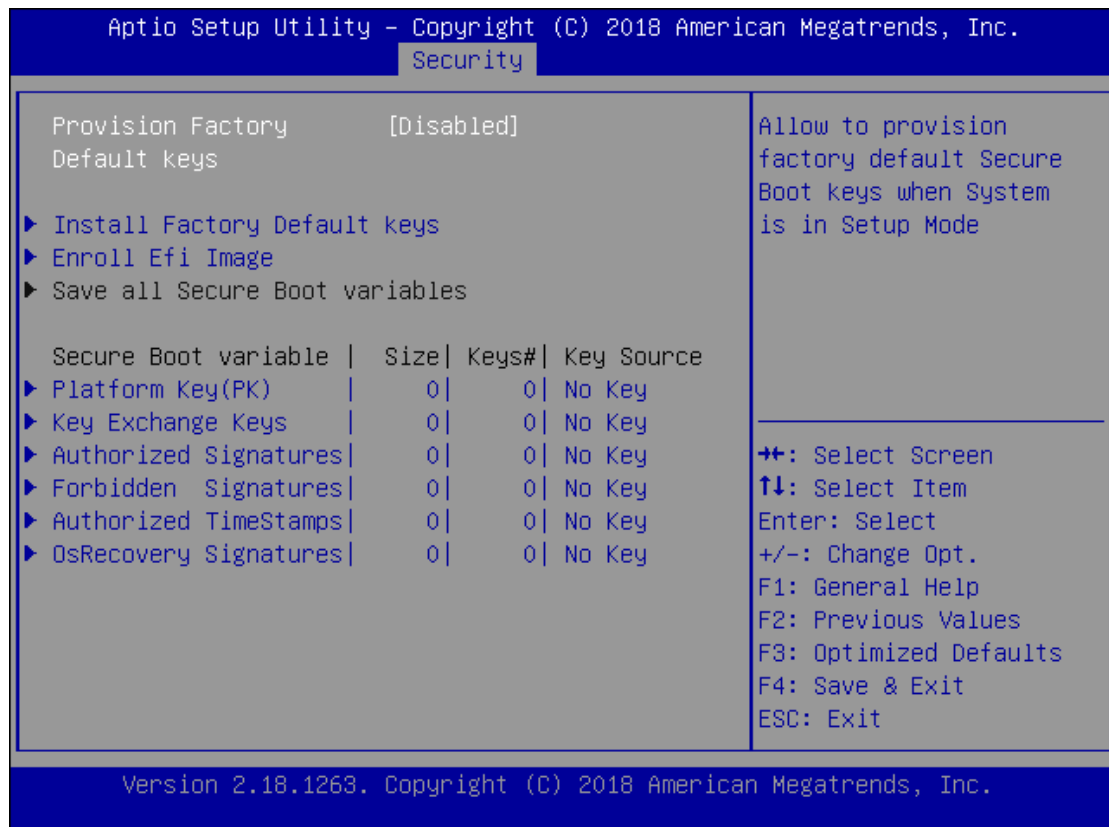 Aptio Setup Utility – Copyright (C) 2018 American Megatrends, Inc.
Security
Provision Factory [Disabled]
Default keys
Install Factory Default keys
Enroll Efi Image
Save all Secure Boot variables
Secure Boot variable | Size| Keys#| Key Source
Platform Key(PK) | 0| 0| No Key
Key Exchange Keys | 0| 0| No Key
Authorized Signatures| 0| 0| No Key
Forbidden Signatures| 0| 0| No Key
Authorized TimeStamps| 0| 0| No Key
OsRecovery Signatures| 0| 0| No Key
Allow to provision
factory default Secure
Boot keys when System
is in Setup Mode
→←: Select Screen
↑↓: Select Item
Enter: Select
+/-: Change Opt.
F1: General Help
F2: Previous Values
F3: Optimized Defaults
F4: Save & Exit
ESC: Exit
Version 2.18.1263. Copyright (C) 2018 American Megatrends, Inc.